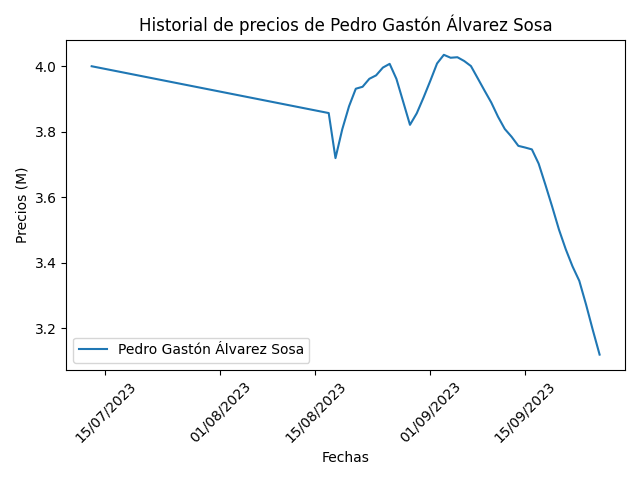 Historial de precios de Pedro Gastón Álvarez Sosa
Precios (M)
4.0
3.8
3.6
3.4
3.2
Pedro Gastón Álvarez Sosa
15/07/2023
01/08/2023
15/08/2023
01/09/2023
15/09/2023
Fechas